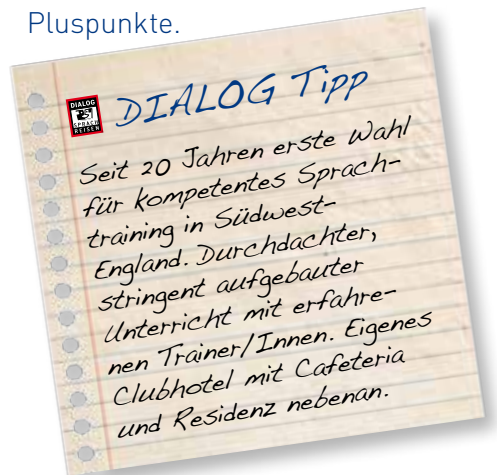 Pluspunkte.
DIALOG
SPRACH
REISEN
DIALOG Tipp
Seit 20 Jahren erste Wahl
für kompetentes Sprach-
training in Südwest-
England. Durchdachter,
stringent aufgebauter
Unterricht mit erfahre-
nen Trainer/Innen. Eigenes
Clubhotel mit Cafeteria
und Residenz nebenan.